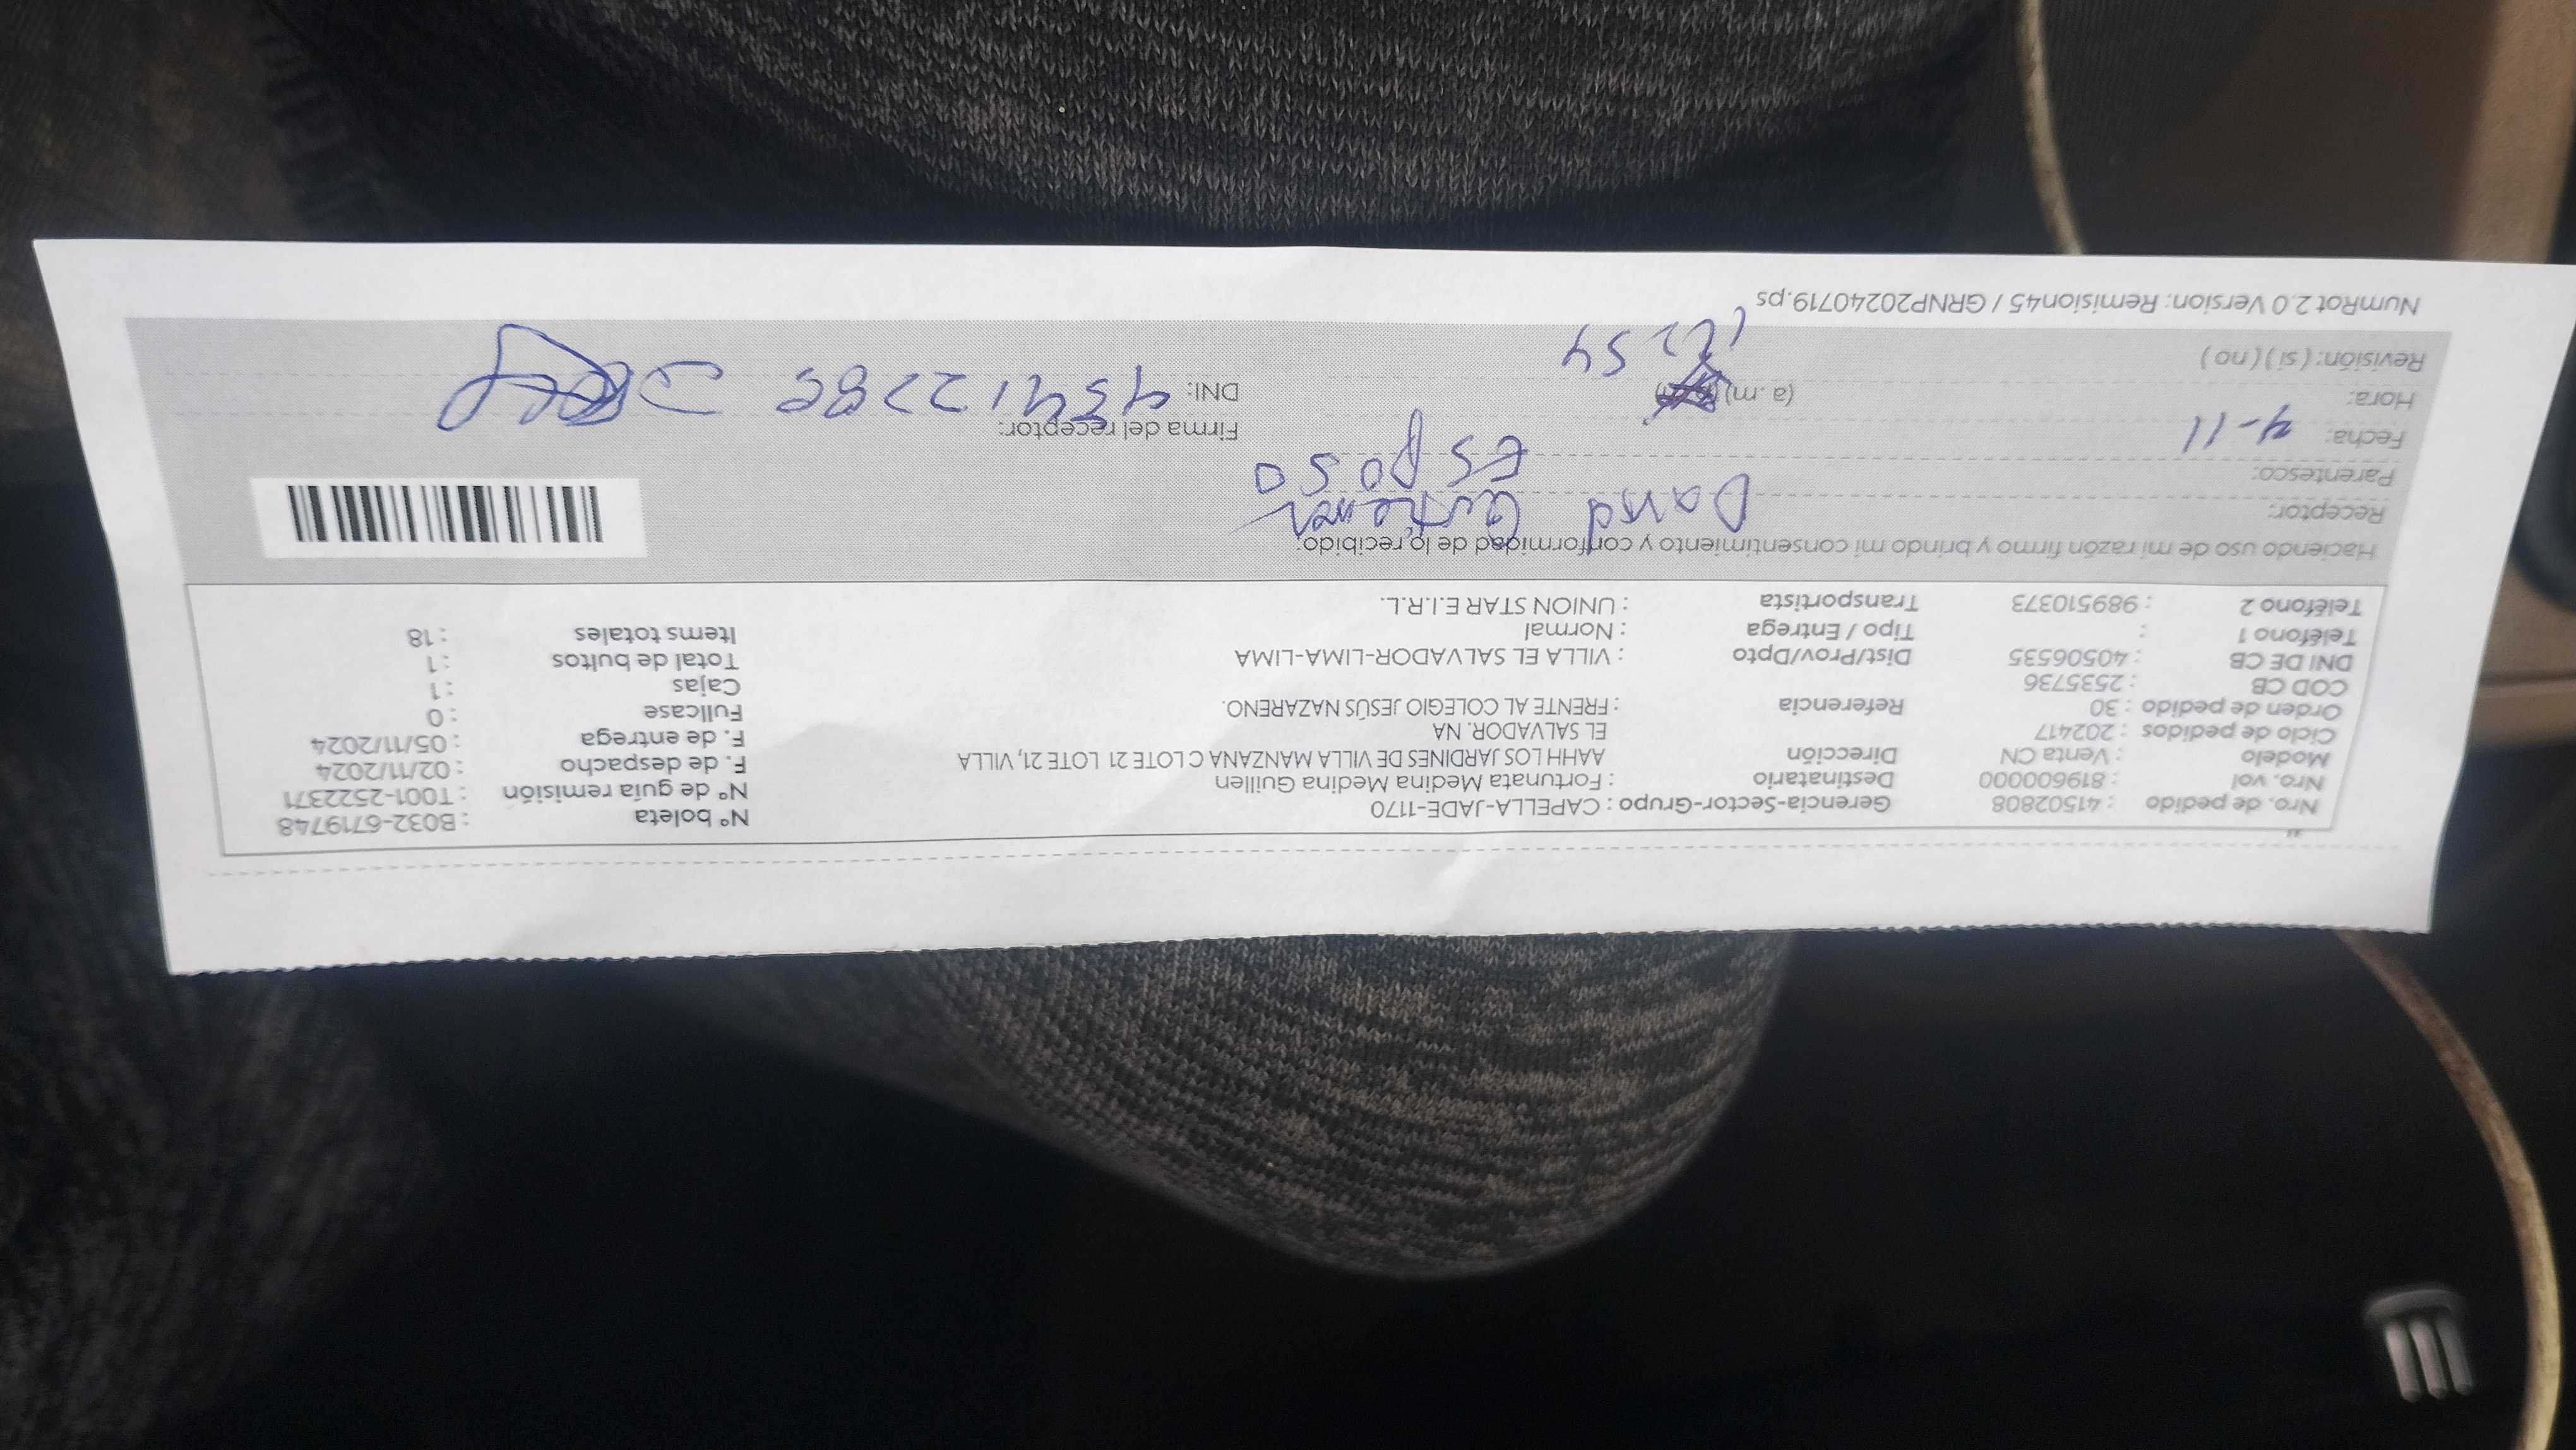 Nro. de pedido : 41502808 Gerencia-Sector-Grupo : CAPELLA-JADE-1170 N° boleta : B032-6719748
Nro. vol : 819600000 Destinatario : Fortunata Medina Medina Guillen N° de guía remisión : T001-2522371
Modelo : Venta CN Dirección AAHH LOS JARDINES DE VILLA MANZANA C LOTE 21 LOTE 21, VILLA F. de despacho : 02/11/2024
Ciclo de pedidos : 202417 EL SALVADOR. NA F. de entrega : 05/11/2024
Orden de pedido : 30 Referencia : FRENTE AL COLEGIO JESÚS NAZARENO. Fullcase : 0
COD CB : 2535736 Cajas : 1
DNI DE CB : 40506535 Dist/Prov/Dpto : VILLA EL SALVADOR-LIMA-LIMA Total de bultos : 1
Teléfono 1 : Tipo / Entrega : Normal Items totales : 18
Teléfono 2 : 989510373 Transportista : UNION STAR E.I.R.L.
Haciendo uso de mi razón firmo y brindo mi consentimiento y conformidad de lo recibido:
Receptor: David
Parentesco: Esposo
Fecha: 4-11 Firma del receptor:
Hora: (a.m) DNI:
Revisión: ( si ) ( no )
NumRot 2.0 Version: Remision45 / GRNP20240719.ps